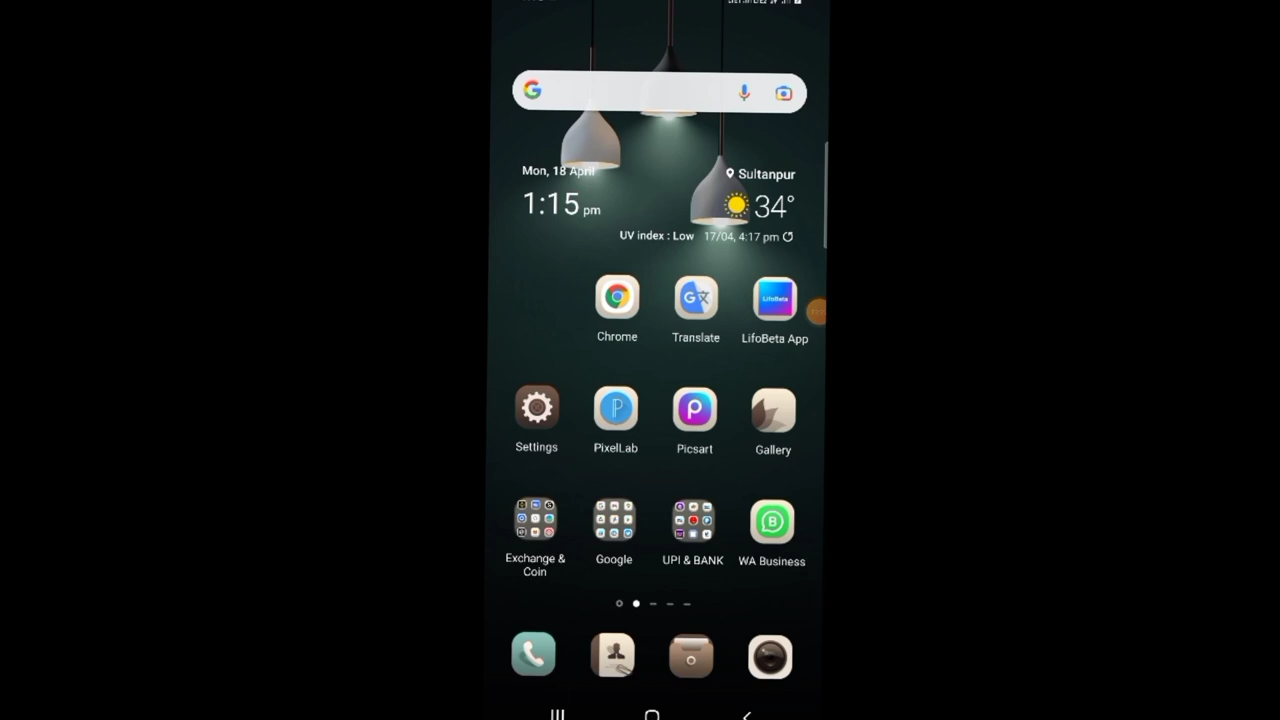 Mon, 18 April
Sultanpur
1:15 pm
34°
UV index : Low 17/04, 4:17 pm
Chrome
Translate
LifoBeta
LifoBeta App
Settings
PixelLab
Picsart
Gallery
Exchange &
Coin
Google
UPI & BANK
WA Business